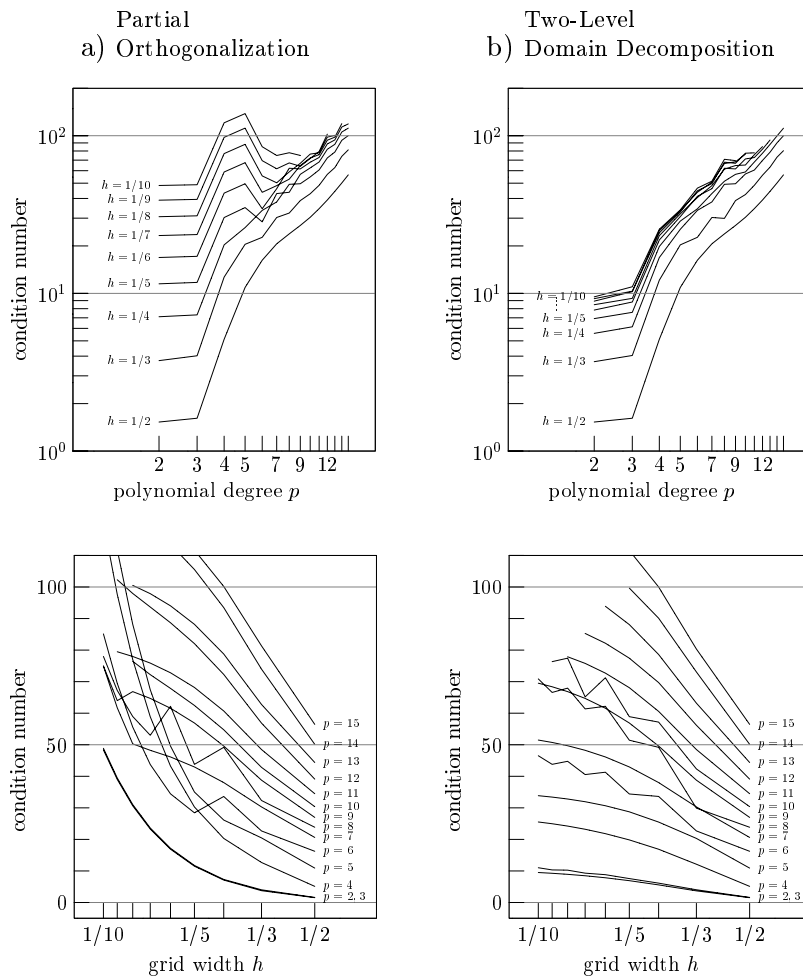 a) Partial
Orthogonalization
b) Two-Level
Domain Decomposition
condition number
10^2
10^1
10^0
h = 1/10
h = 1/9
h = 1/8
h = 1/7
h = 1/6
h = 1/5
h = 1/4
h = 1/3
h = 1/2
2 3 4 5 7 9 12
polynomial degree p
condition number
10^2
10^1
10^0
h = 1/10
h = 1/5
h = 1/4
h = 1/3
h = 1/2
2 3 4 5 7 9 12
polynomial degree p
condition number
100
50
0
p = 15
p = 14
p = 13
p = 12
p = 11
p = 10
p = 9
p = 8
p = 7
p = 6
p = 5
p = 4
p = 2, 3
1/10 1/5 1/3 1/2
grid width h
condition number
100
50
0
p = 15
p = 14
p = 13
p = 12
p = 11
p = 10
p = 9
p = 8
p = 7
p = 6
p = 5
p = 4
p = 2, 3
1/10 1/5 1/3 1/2
grid width h